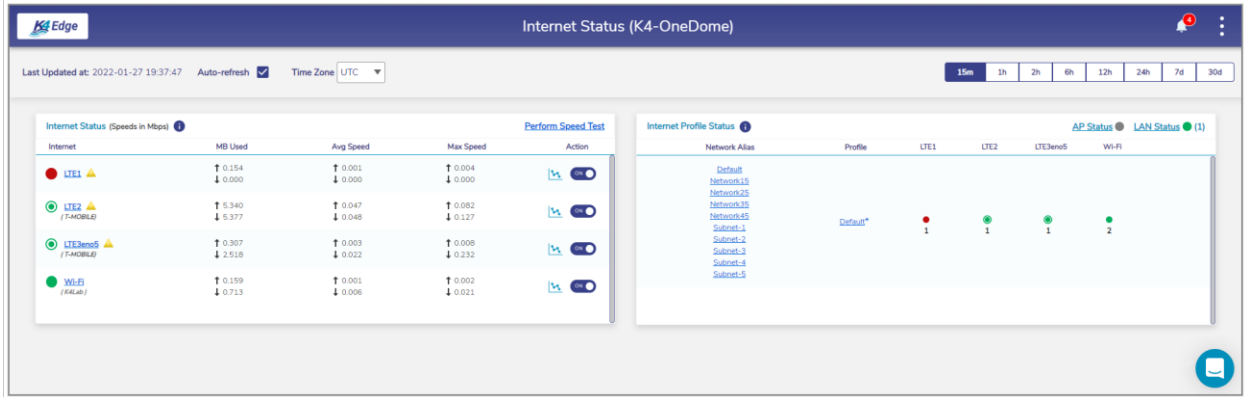 K4 Edge
Internet Status (K4-OneDome)
4
Last Updated at: 2022-01-27 19:37:47 Auto-refresh Time Zone UTC
15m 1h 2h 6h 12h 24h 7d 30d
Internet Status (Speeds in Mbps) i Perform Speed Test
Internet MB Used Avg Speed Max Speed Action
LTE1 ↑ 0.154 ↑ 0.001 ↑ 0.004 ON
↓ 0.000 ↓ 0.000 ↓ 0.000
LTE2 ↑ 5.340 ↑ 0.047 ↑ 0.082 ON
(T-MOBILE) ↓ 5.377 ↓ 0.048 ↓ 0.127
LTE3eno5 ↑ 0.307 ↑ 0.003 ↑ 0.008 ON
(T-MOBILE) ↓ 2.518 ↓ 0.022 ↓ 0.232
Wi-Fi ↑ 0.159 ↑ 0.001 ↑ 0.002 ON
(K4Lab) ↓ 0.713 ↓ 0.006 ↓ 0.021
Internet Profile Status i AP Status LAN Status (1)
Network Alias Profile LTE1 LTE2 LTE3eno5 Wi-Fi
Default
Network15
Network25
Network35
Network45
Subnet-1
Subnet-2
Subnet-3
Subnet-4
Subnet-5
Default* 1 1 1 2